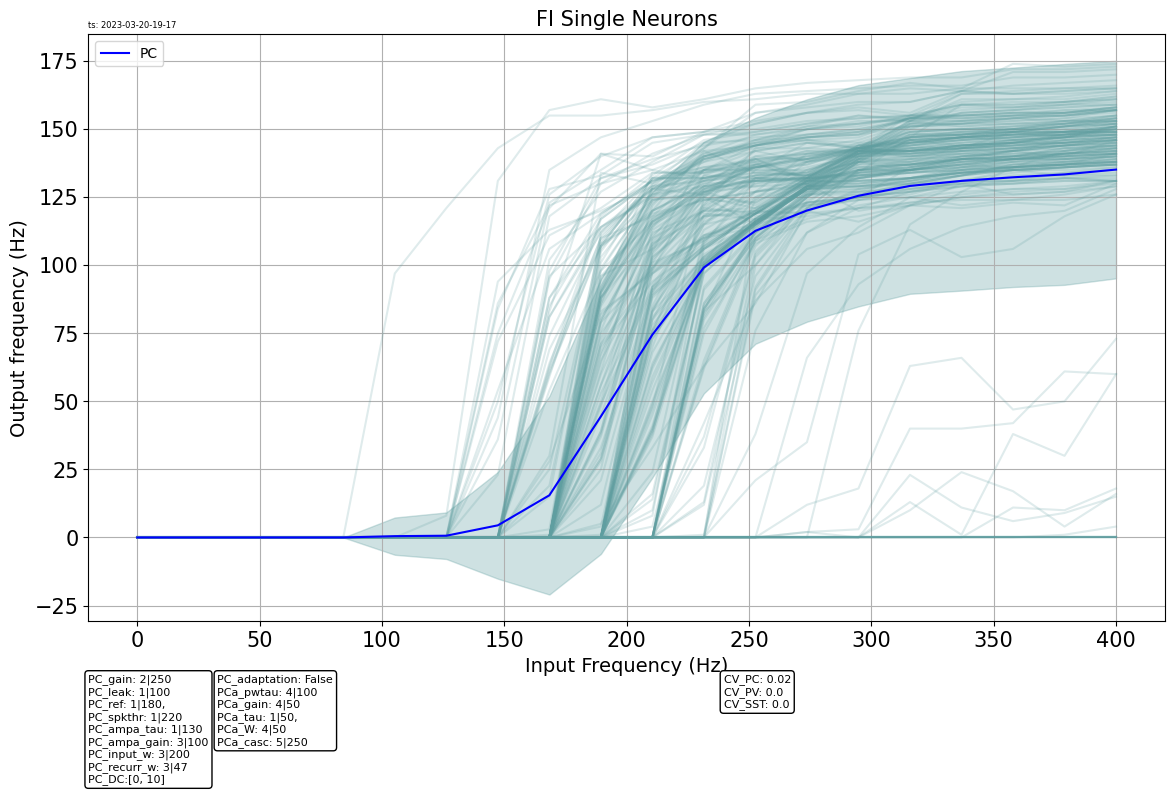 FI Single Neurons
ts: 2023-03-20-19-17
PC
175
150
125
100
75
50
25
0
−25
Output frequency (Hz)
0 50 100 150 200 250 300 350 400
Input Frequency (Hz)
PC_gain: 2|250
PC_leak: 1|100
PC_ref: 1|180,
PC_spkthr: 1|220
PC_ampa_tau: 1|130
PC_ampa_gain: 3|100
PC_input_w: 3|200
PC_recurr_w: 3|47
PC_DC:[0, 10]
PC_adaptation: False
PCa_pwtau: 4|100
PCa_gain: 4|50
PCa_tau: 1|50,
PCa_W: 4|50
PCa_casc: 5|250
CV_PC: 0.02
CV_PV: 0.0
CV_SST: 0.0